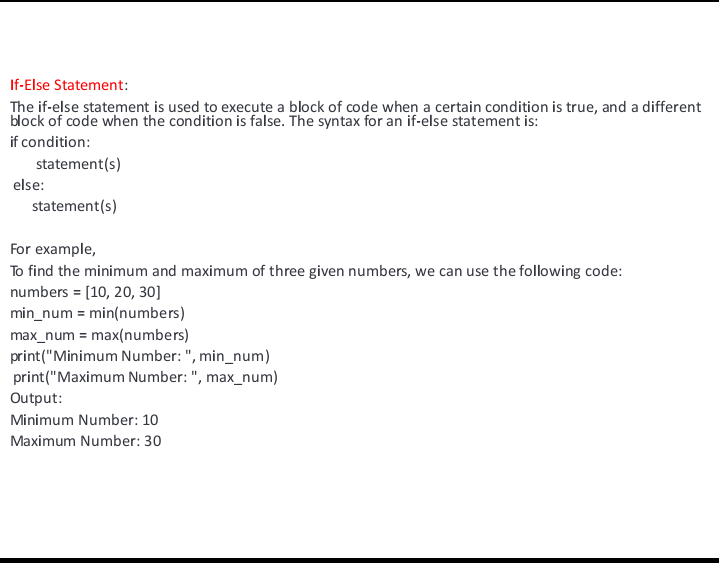 If-Else Statement:
The if-else statement is used to execute a block of code when a certain condition is true, and a different
block of code when the condition is false. The syntax for an if-else statement is:
if condition:
statement(s)
else:
statement(s)
For example,
To find the minimum and maximum of three given numbers, we can use the following code:
numbers = [10, 20, 30]
min_num = min(numbers)
max_num = max(numbers)
print("Minimum Number: ", min_num)
print("Maximum Number: ", max_num)
Output:
Minimum Number: 10
Maximum Number: 30